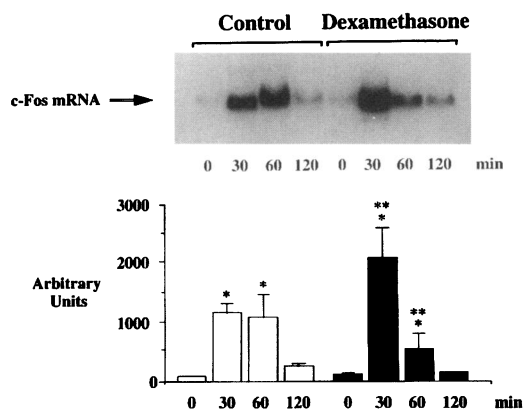 Control Dexamethasone
c-Fos mRNA
0 30 60 120 0 30 60 120 min
3000
** *
2000
Arbitrary Units
* * ** *
1000
0
0 30 60 120 0 30 60 120 min